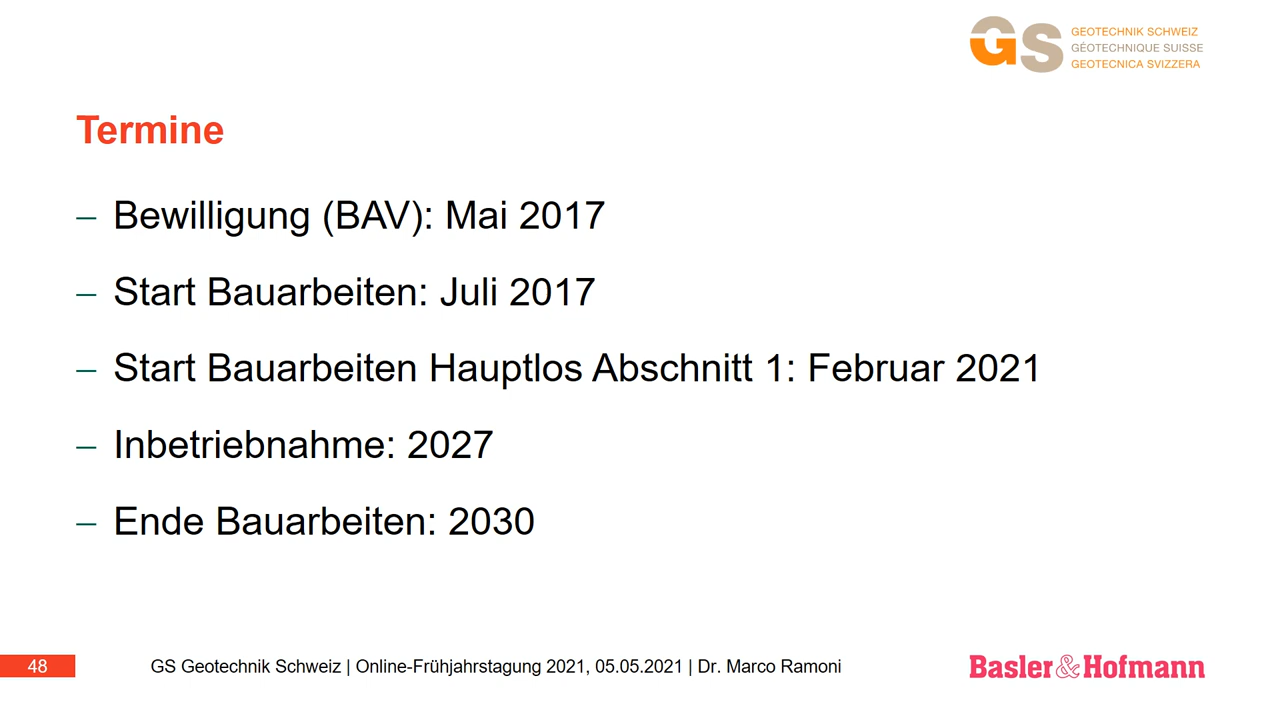 GS
GEOTECHNIK SCHWEIZ
GÉOTECHNIQUE SUISSE
GEOTECNICA SVIZZERA
Termine
– Bewilligung (BAV): Mai 2017
– Start Bauarbeiten: Juli 2017
– Start Bauarbeiten Hauptlos Abschnitt 1: Februar 2021
– Inbetriebnahme: 2027
– Ende Bauarbeiten: 2030
48
GS Geotechnik Schweiz | Online-Frühjahrstagung 2021, 05.05.2021 | Dr. Marco Ramoni
Basler & Hofmann